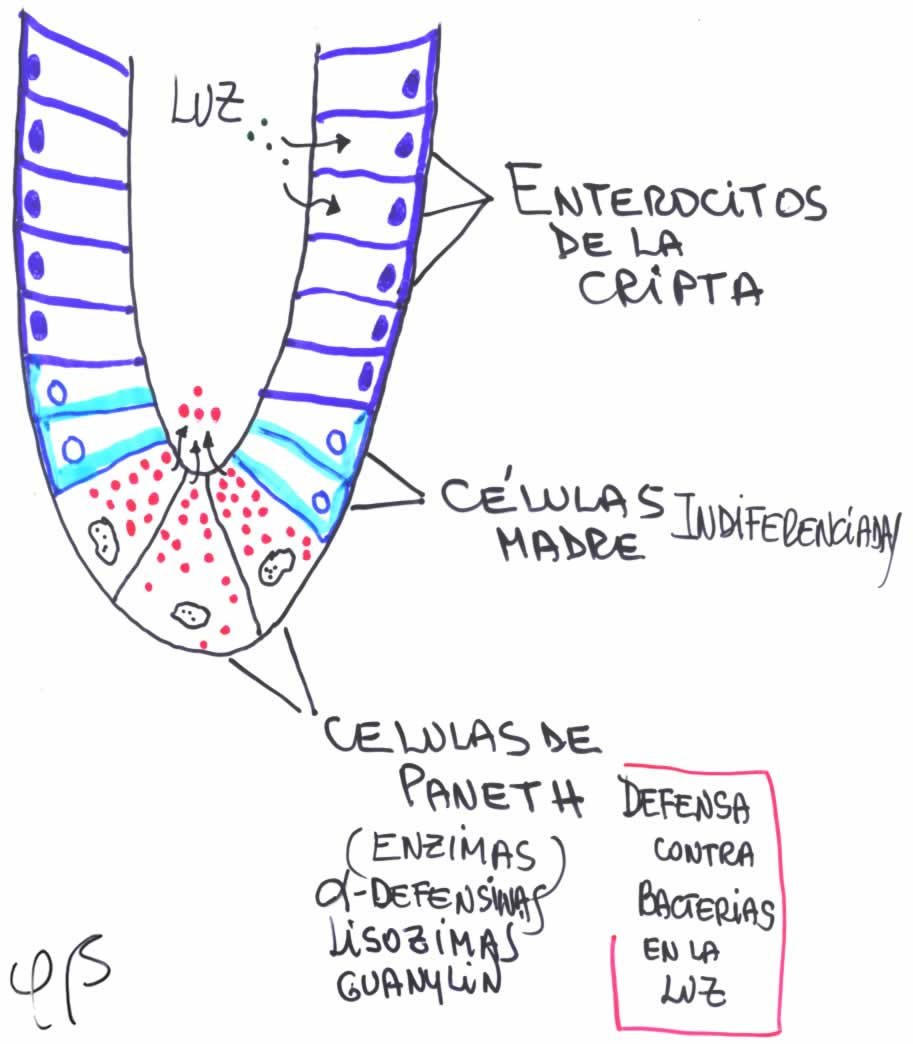 LUZ
ENTEROCITOS
DE LA
CRIPTA
CÉLULAS INDIFERENCIADAS
MADRE
CELULAS DE
PANETH
(ENZIMAS)
α-DEFENSINAS
LISOZIMAS
GUANYLIN
DEFENSA
CONTRA
BACTERIAS
EN LA
LUZ